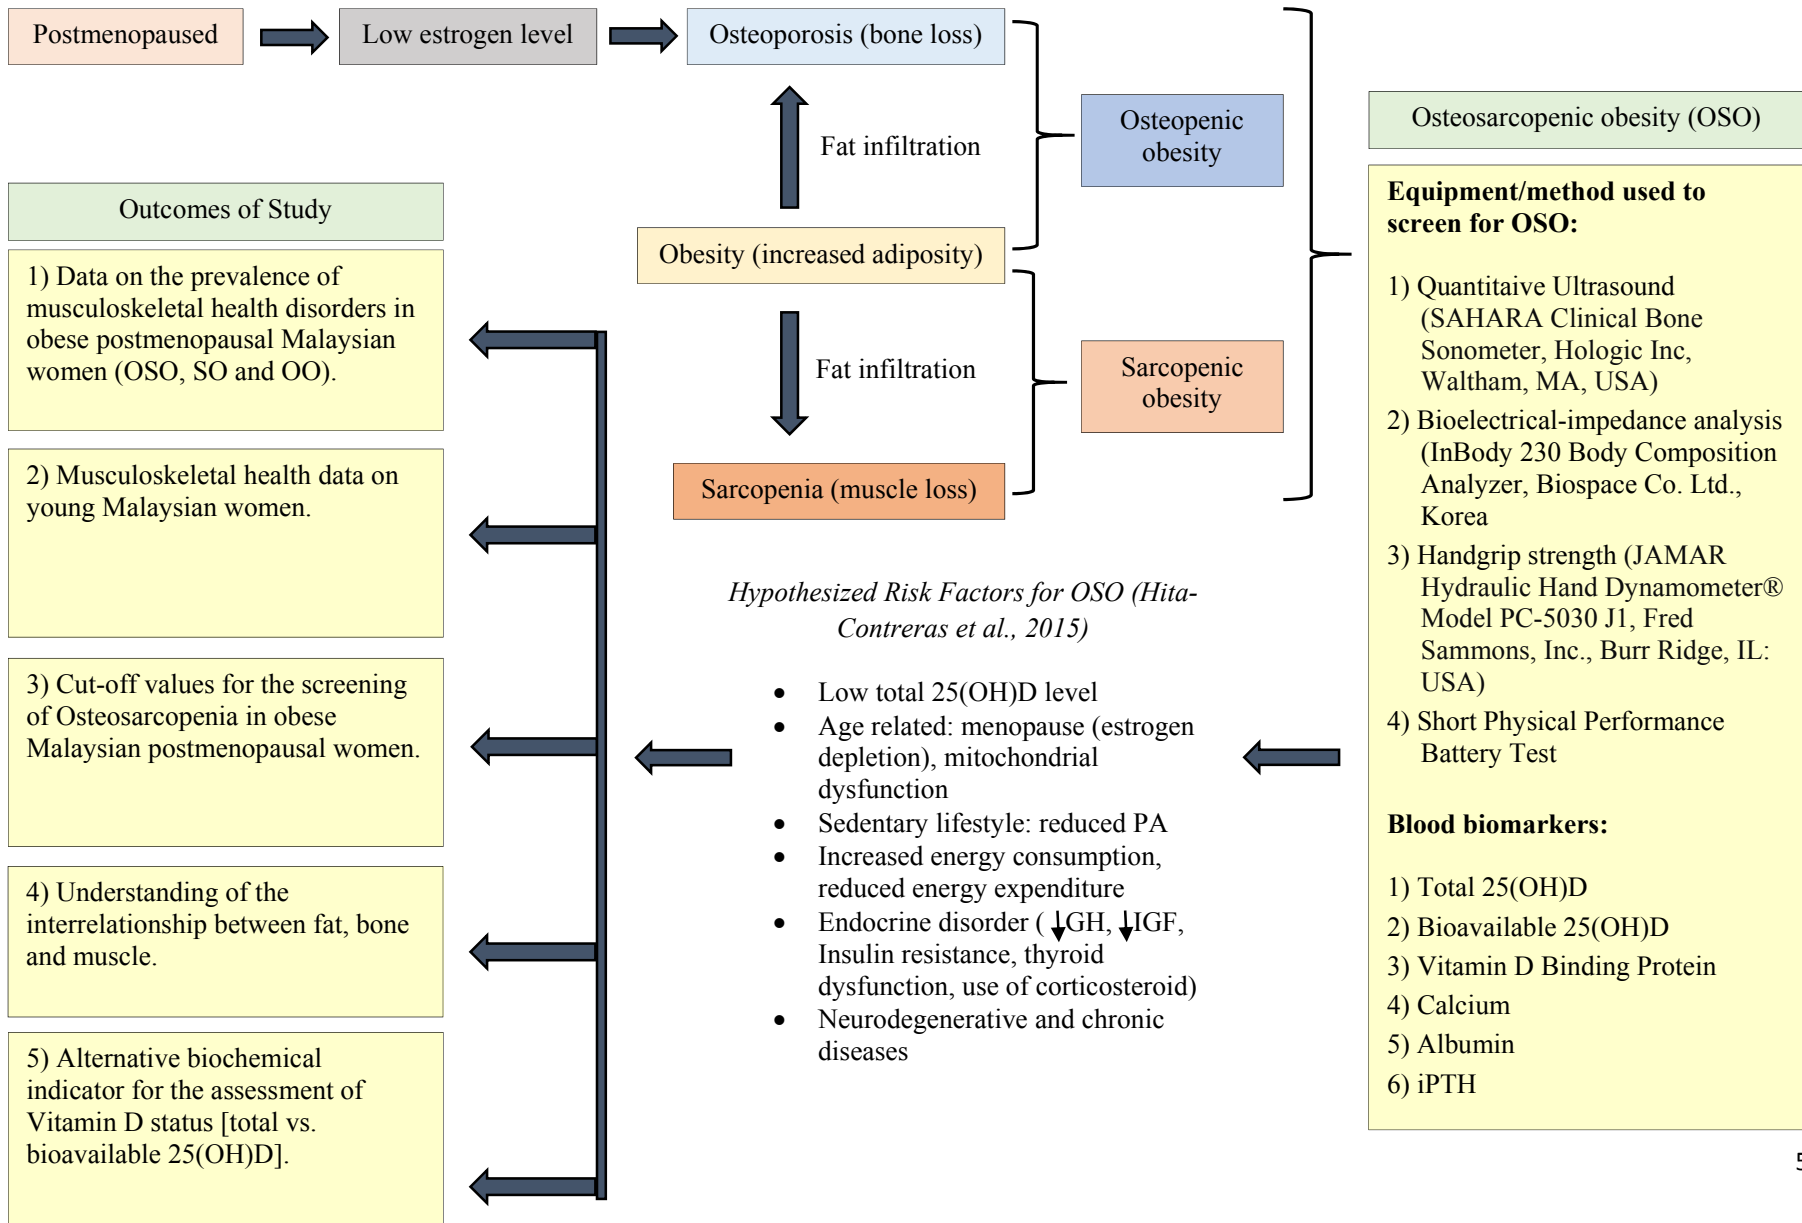 Postmenopaused
Low estrogen level
Osteoporosis (bone loss)
Fat infiltration
Obesity (increased adiposity)
Fat infiltration
Sarcopenia (muscle loss)
Osteopenic
obesity
Sarcopenic
obesity
Osteosarcopenic obesity (OSO)
Equipment/method used to
screen for OSO:
1) Quantitaive Ultrasound
(SAHARA Clinical Bone
Sonometer, Hologic Inc,
Waltham, MA, USA)
2) Bioelectrical-impedance analysis
(InBody 230 Body Composition
Analyzer, Biospace Co. Ltd.,
Korea
3) Handgrip strength (JAMAR
Hydraulic Hand Dynamometer®
Model PC-5030 J1, Fred
Sammons, Inc., Burr Ridge, IL:
USA)
4) Short Physical Performance
Battery Test
Blood biomarkers:
1) Total 25(OH)D
2) Bioavailable 25(OH)D
3) Vitamin D Binding Protein
4) Calcium
5) Albumin
6) iPTH
Hypothesized Risk Factors for OSO (Hita-
Contreras et al., 2015)
• Low total 25(OH)D level
• Age related: menopause (estrogen
depletion), mitochondrial
dysfunction
• Sedentary lifestyle: reduced PA
• Increased energy consumption,
reduced energy expenditure
• Endocrine disorder ( ↓GH, ↓IGF,
Insulin resistance, thyroid
dysfunction, use of corticosteroid)
• Neurodegenerative and chronic
diseases
Outcomes of Study
1) Data on the prevalence of
musculoskeletal health disorders in
obese postmenopausal Malaysian
women (OSO, SO and OO).
2) Musculoskeletal health data on
young Malaysian women.
3) Cut-off values for the screening
of Osteosarcopenia in obese
Malaysian postmenopausal women.
4) Understanding of the
interrelationship between fat, bone
and muscle.
5) Alternative biochemical
indicator for the assessment of
Vitamin D status [total vs.
bioavailable 25(OH)D].